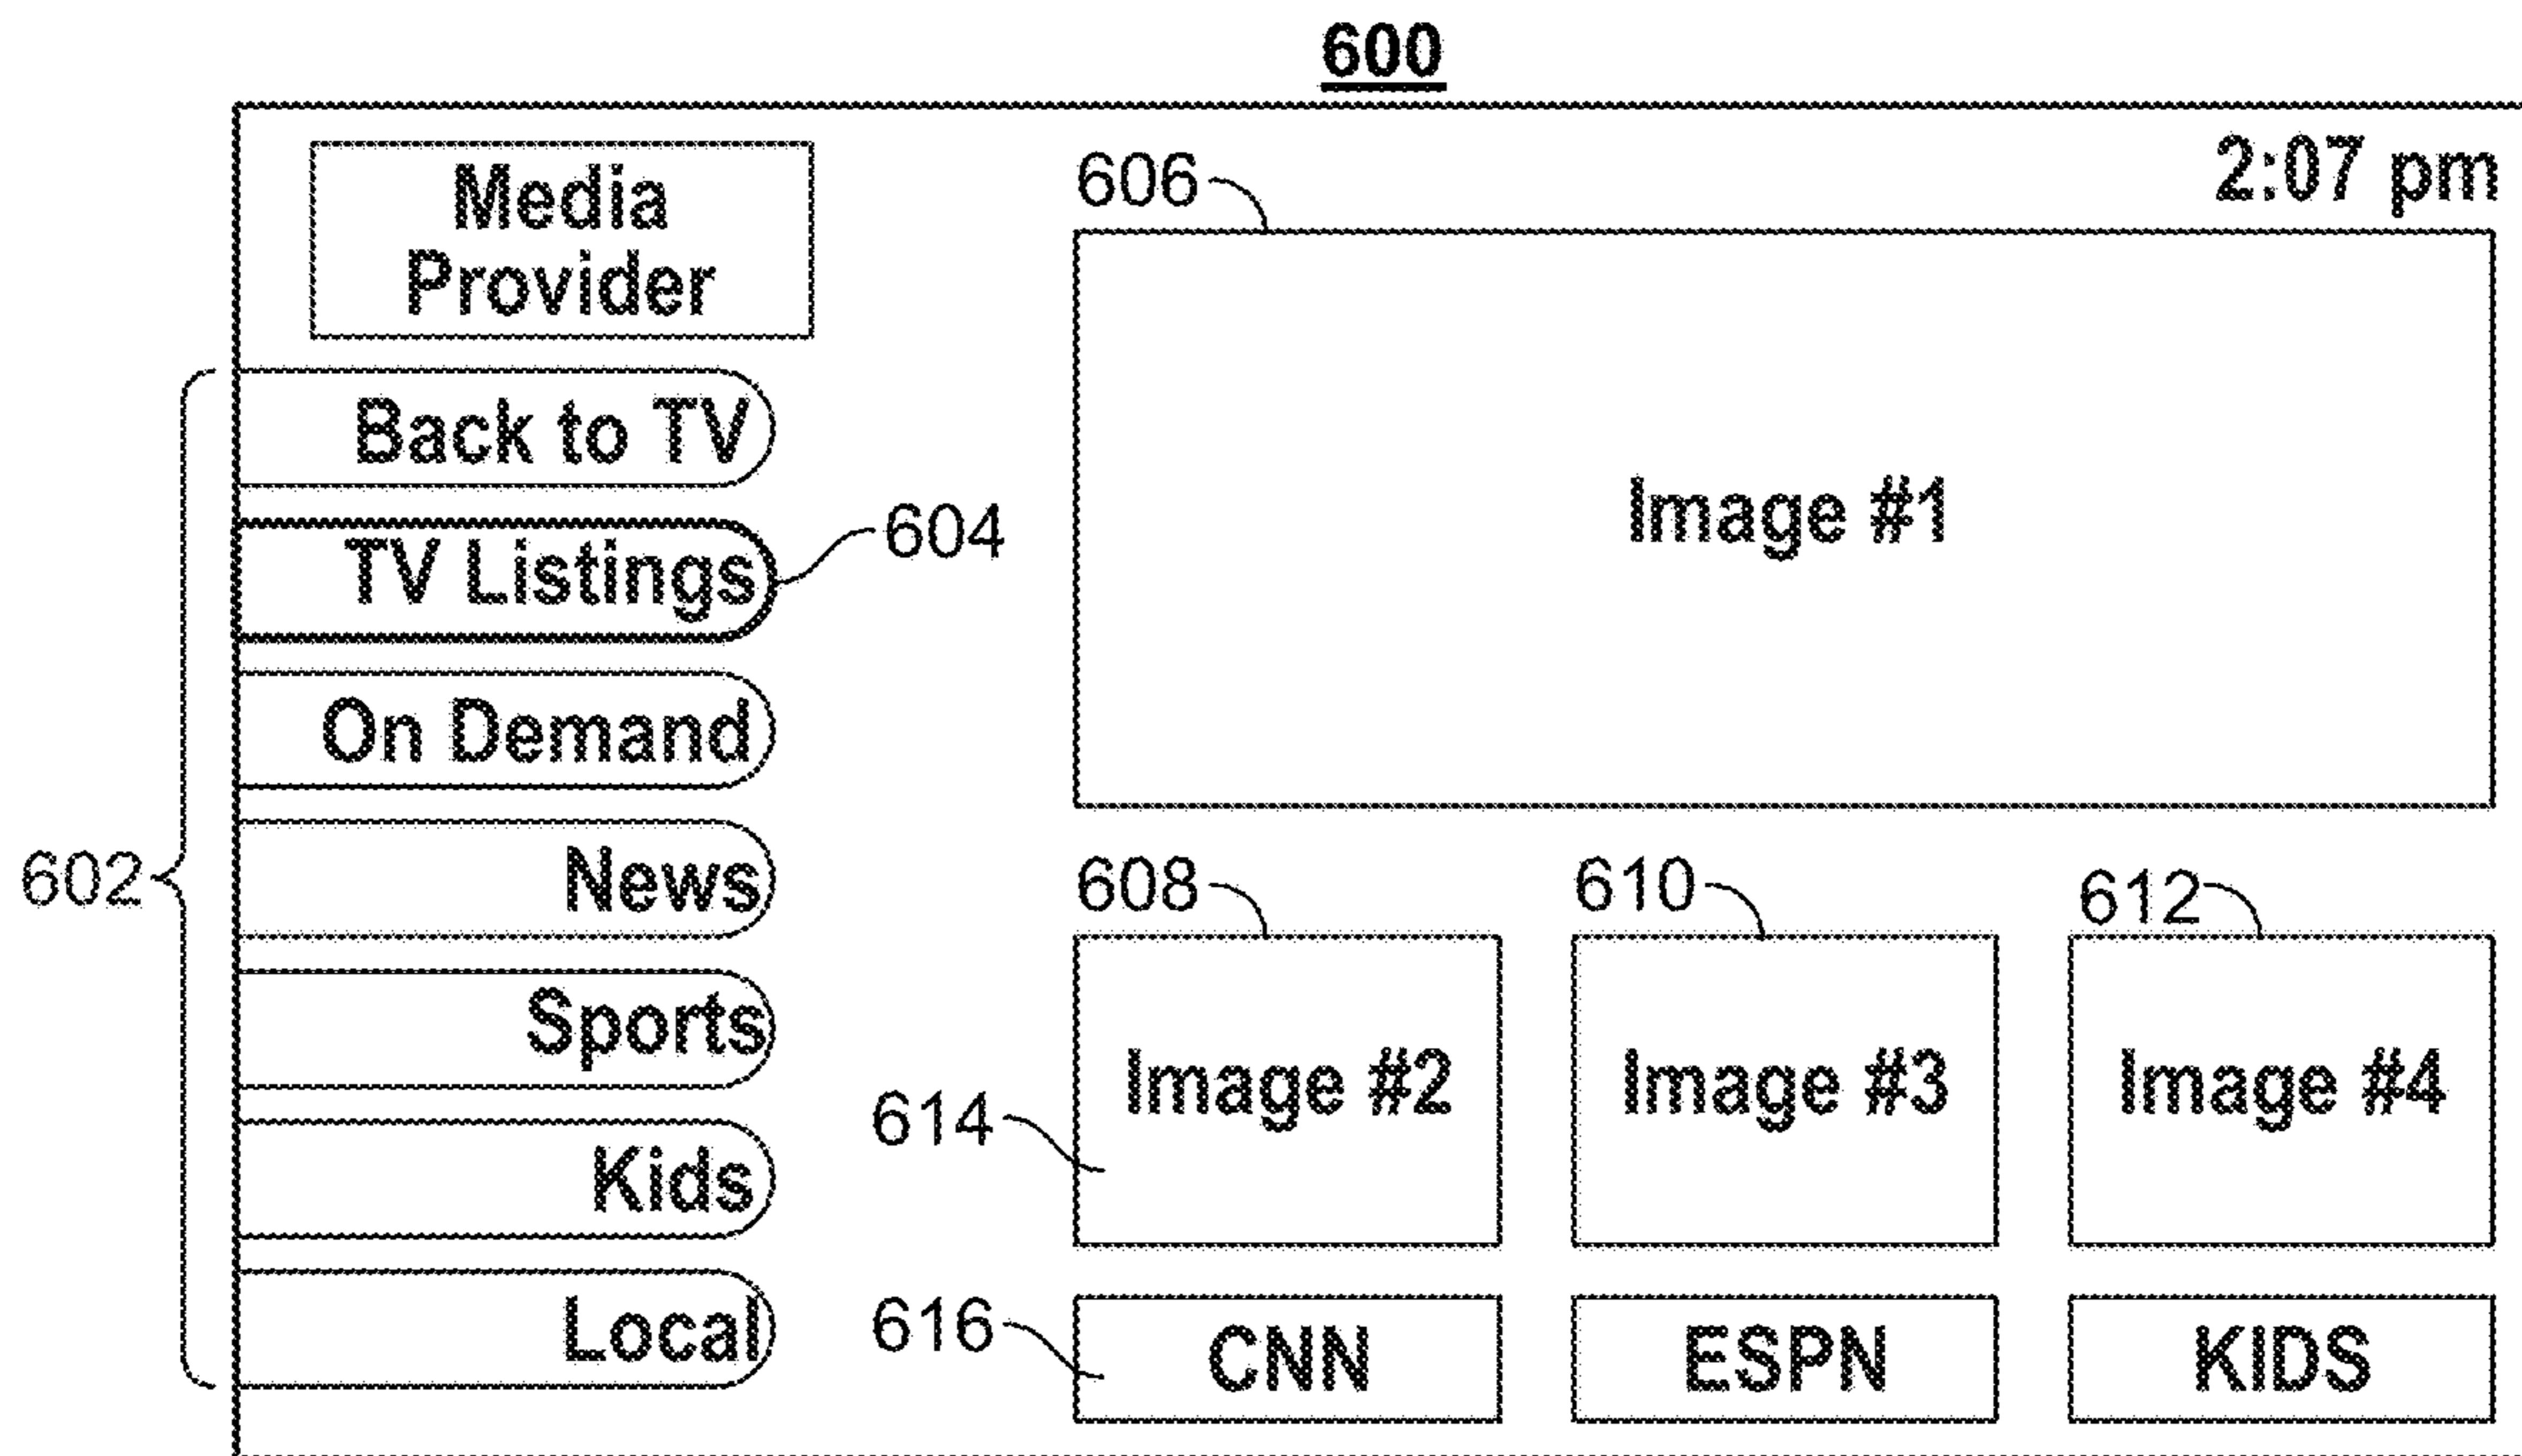 600
Media
Provider
2:07 pm
606
Back to TV
Image #1
TV Listings
604
On Demand
602
News
608
610
612
Sports
Image #2
Image #3
Image #4
614
Kids
Local
616
CNN
ESPN
KIDS